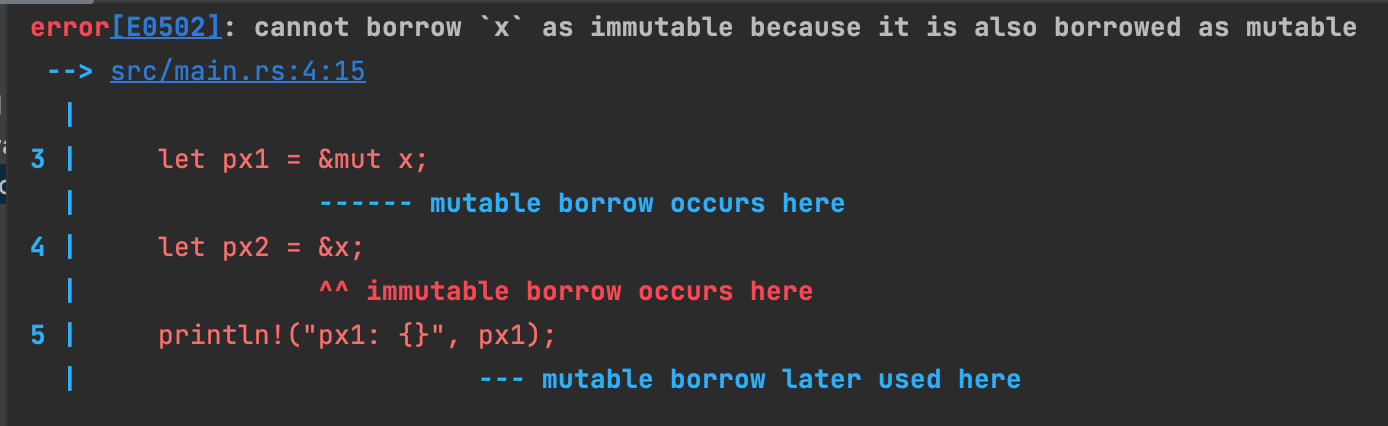 error[E0502]: cannot borrow `x` as immutable because it is also borrowed as mutable
 --> src/main.rs:4:15
  |
3 |     let px1 = &mut x;
  |               ------ mutable borrow occurs here
4 |     let px2 = &x;
  |               ^^ immutable borrow occurs here
5 |     println!("px1: {}", px1);
  |                         --- mutable borrow later used here